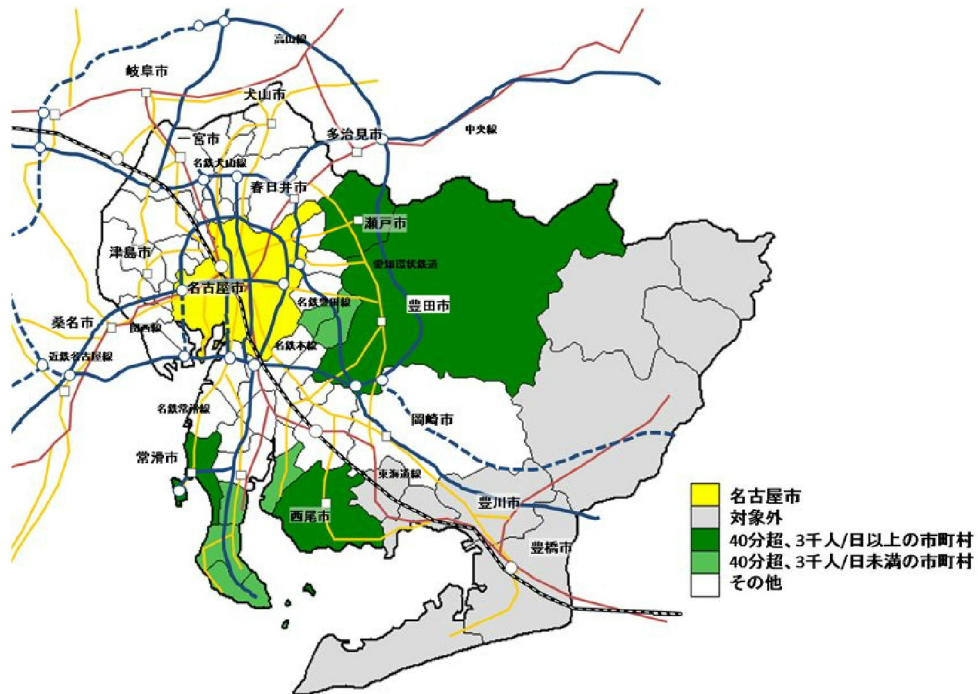 高山線
岐阜市
犬山市
多治見市
中央線
一宮市
名鉄犬山線
春日井市
瀬戸市
津島市
愛知環状鉄道
名古屋市
名鉄豊田線
豊田市
桑名市
関西線
名鉄本線
近鉄名古屋線
名鉄常滑線
岡崎市
常滑市
東海道線
西尾市
豊川市
豊橋市
名古屋市
対象外
40分超、3千人/日以上の市町村
40分超、3千人/日未満の市町村
その他